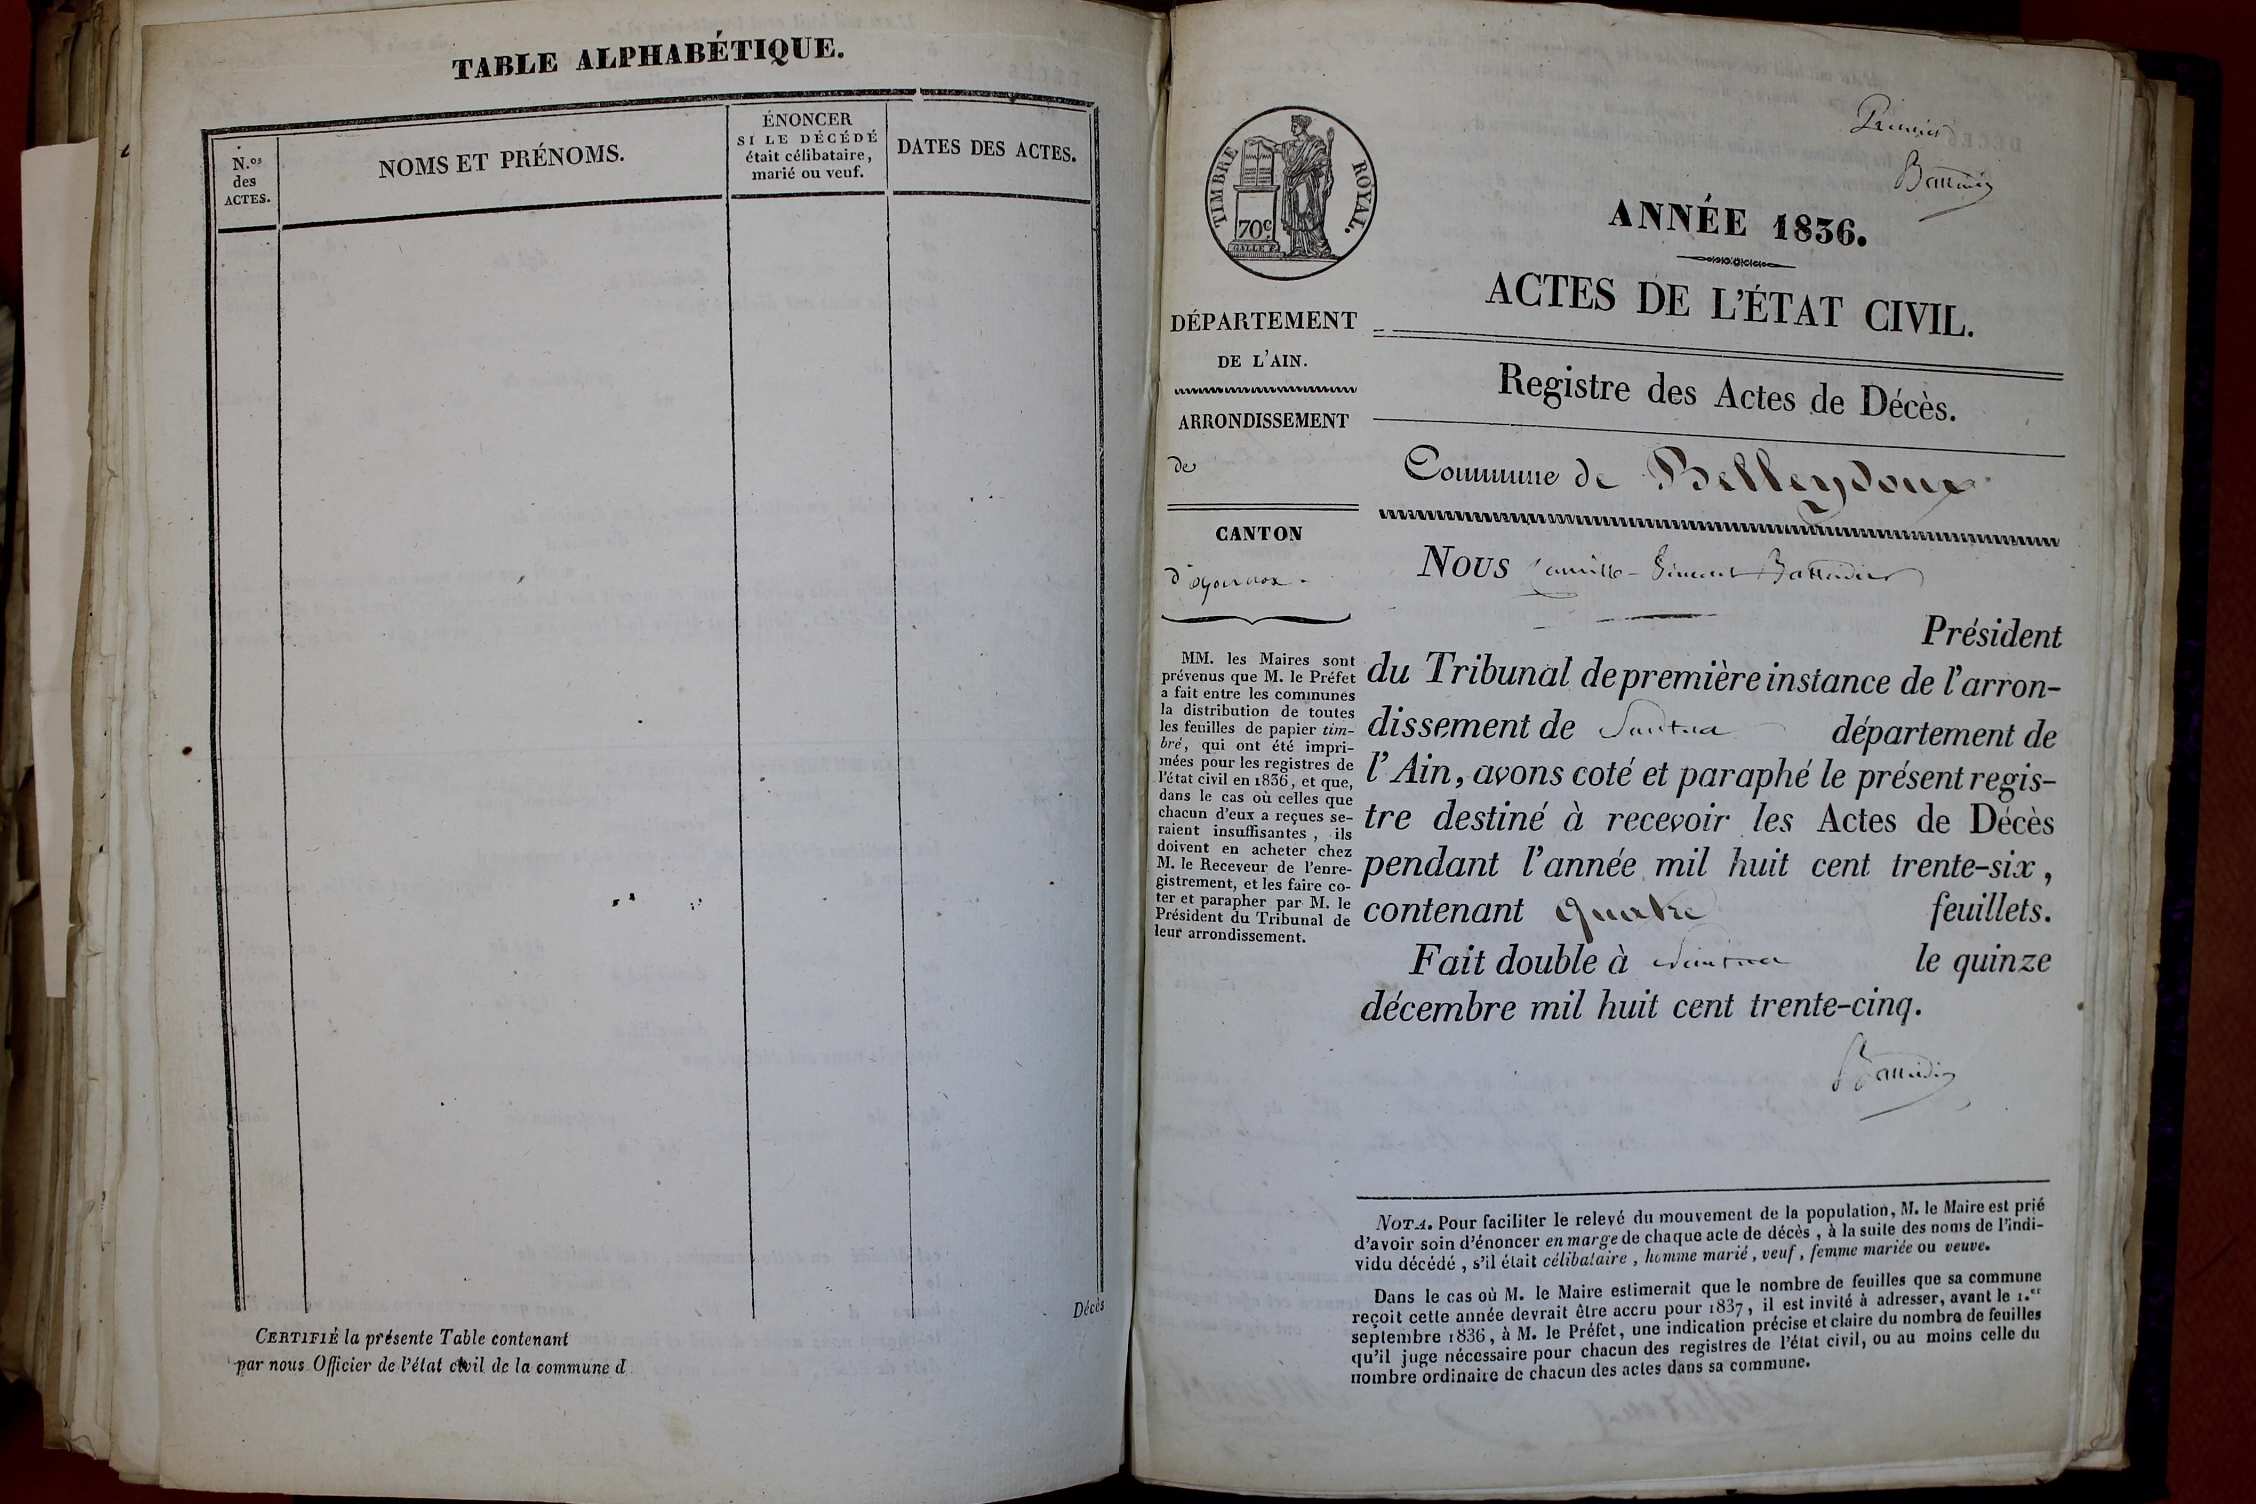 TABLE ALPHABÉTIQUE.
N.os
des
ACTES.
NOMS ET PRÉNOMS.
ÉNONCER
SI LE DÉCÉDÉ
était célibataire,
marié ou veuf.
DATES DES ACTES.
CERTIFIÉ la présente Table contenant
par nous Officier de l'état civil de la commune d
Décès
TIMBRE ROYAL.
70c
GALLE F.
Premier
ANNÉE 1836.
ACTES DE L'ÉTAT CIVIL.
Registre des Actes de Décès.
DÉPARTEMENT
DE L'AIN.
ARRONDISSEMENT
de
CANTON
d'oyonnax.
MM. les Maires sont
prévenus que M. le Préfet
a fait entre les communes
la distribution de toutes
les feuilles de papier tim-
bré, qui ont été impri-
mées pour les registres de
l'état civil en 1836, et que,
dans le cas où celles que
chacun d'eux a reçues se-
raient insuffisantes, ils
doivent en acheter chez
M. le Receveur de l'enre-
gistrement, et les faire co-
ter et parapher par M. le
Président du Tribunal de
leur arrondissement.
Commune de Belleydoux
Nous Camille
Président
du Tribunal de première instance de l'arron-
dissement de Nantua département de
l'Ain, avons coté et paraphé le présent regis-
tre destiné à recevoir les Actes de Décès
pendant l'année mil huit cent trente-six,
contenant quatre feuillets.
Fait double à Nantua le quinze
décembre mil huit cent trente-cinq.
NOTA. Pour faciliter le relevé du mouvement de la population, M. le Maire est prié
d'avoir soin d'énoncer en marge de chaque acte de décès, à la suite des noms de l'indi-
vidu décédé, s'il était célibataire, homme marié, veuf, femme mariée ou veuve.
Dans le cas où M. le Maire estimerait que le nombre de feuilles que sa commune
reçoit cette année devrait être accru pour 1837, il est invité à adresser, avant le 1.er
septembre 1836, à M. le Préfet, une indication précise et claire du nombre de feuilles
qu'il juge nécessaire pour chacun des registres de l'état civil, ou au moins celle du
nombre ordinaire de chacun des actes dans sa commune.